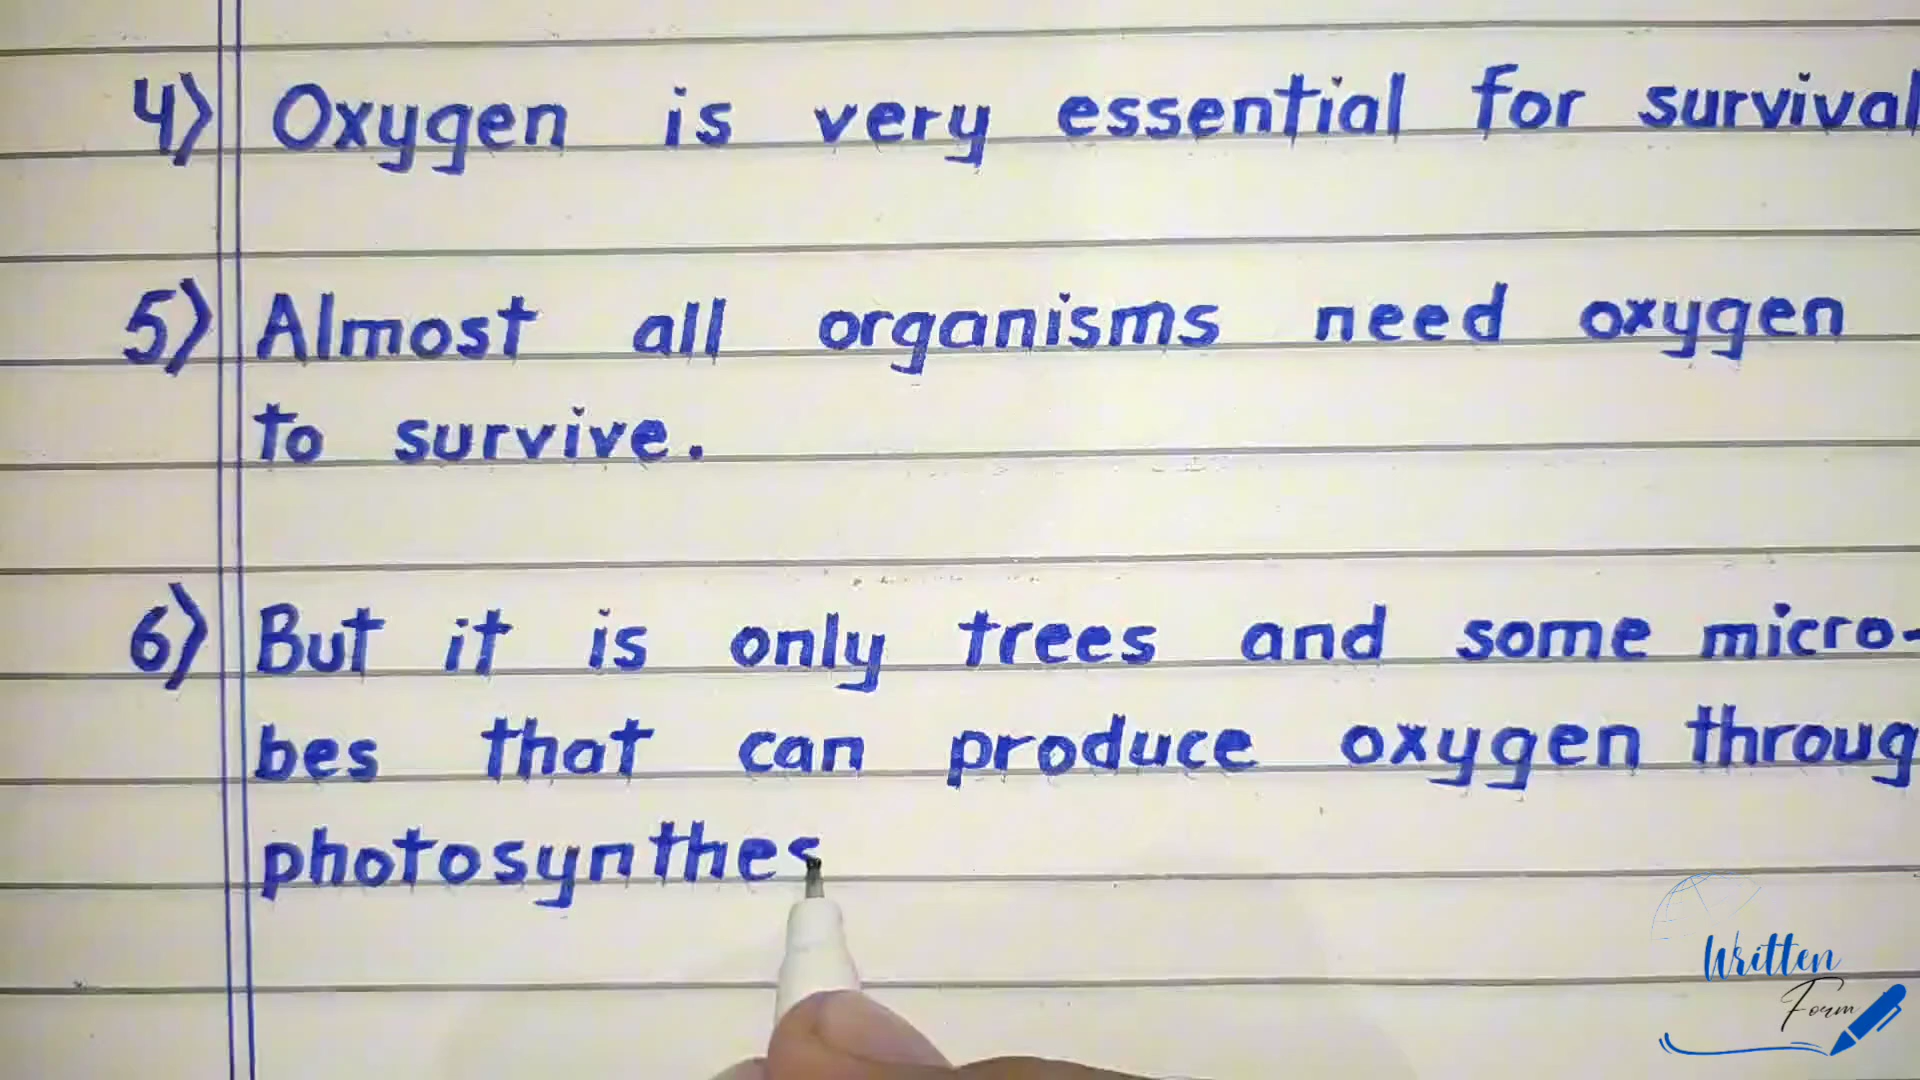 4) Oxygen is very essential for survival
5) Almost all organisms need oxygen
to survive.
6) But it is only trees and some micro-
bes that can produce oxygen throug
photosynthes
Written
Form